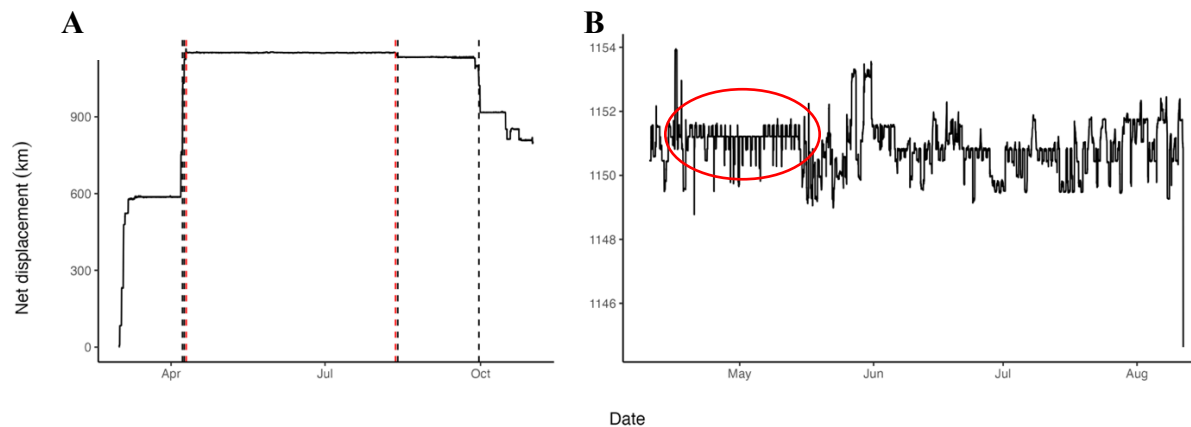 A
B
Net displacement (km)
900
600
300
0
Apr
Jul
Oct
1154
1152
1150
1148
1146
May
Jun
Jul
Aug
Date